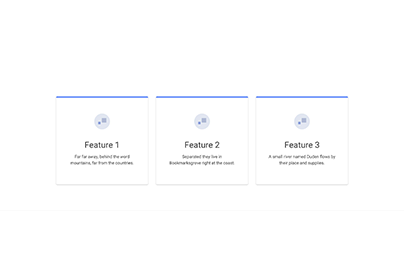 Feature 1
Far far away, behind the word
mountains, far from the countries.
Feature 2
Separated they live in
Bookmarksgrove right at the coast
Feature 3
A small river named Duden flows by
their place and supplies.